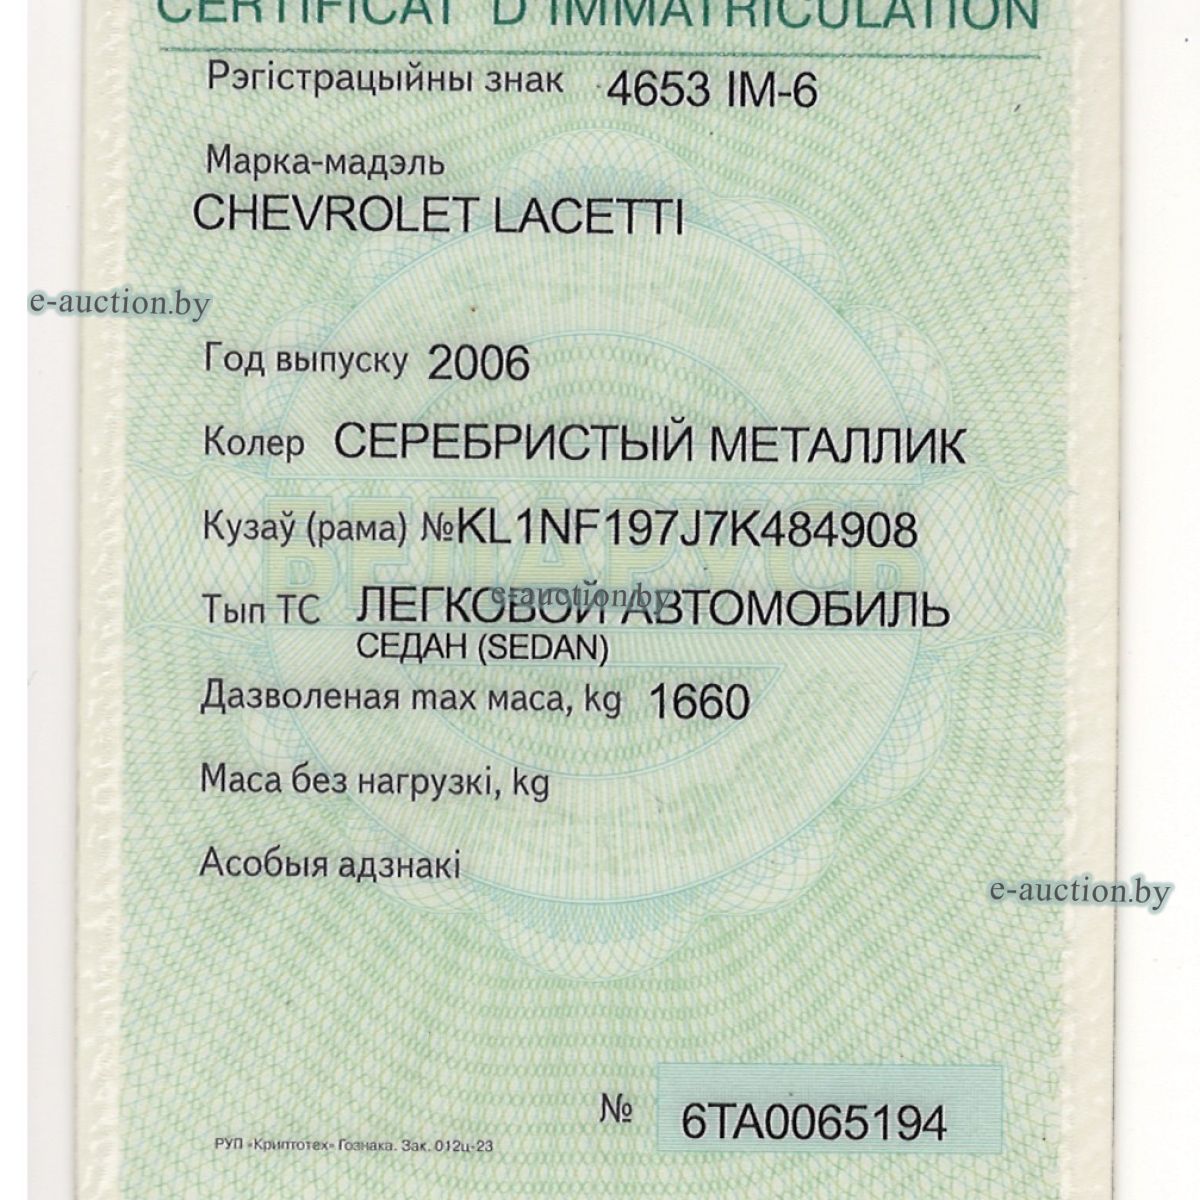 CERTIFICAT D'IMMATRICULATION
Рэгістрацыйны знак 4653 IM-6
Марка-мадэль
CHEVROLET LACETTI
e-auction.by
Год выпуску 2006
Колер СЕРЕБРИСТЫЙ МЕТАЛЛИК
БЕЛАРУСЬ
Кузаў (рама) №KL1NF197J7K484908
e-auction.by
Тып ТС ЛЕГКОВОЙ АВТОМОБИЛЬ
СЕДАН (SEDAN)
Дазволеная max маса, kg 1660
Маса без нагрузкі, kg
Асобыя адзнакі
e-auction.by
№ 6TA0065194
РУП «Криптотех» Гознака. Зак. 012ц-23